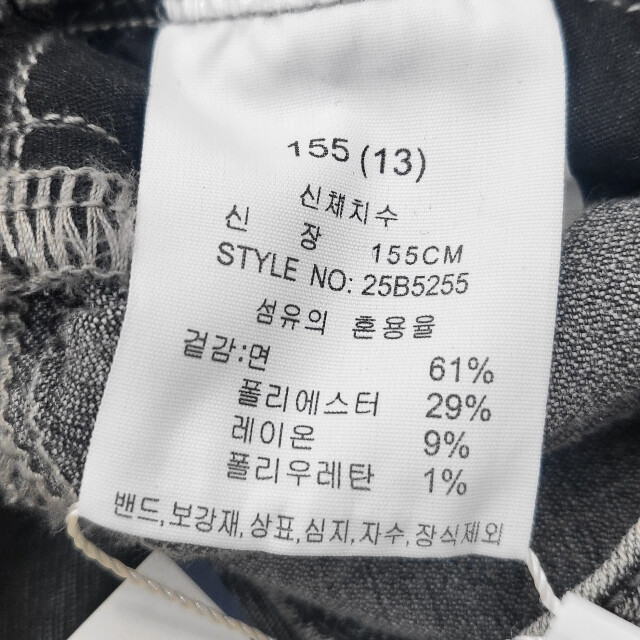 155 (13)
신체치수
신 장 155CM
STYLE NO: 25B5255
섬유의 혼용율
겉감:면 61%
폴리에스터 29%
레이온 9%
폴리우레탄 1%
밴드,보강재,상표,심지,자수,장식제외